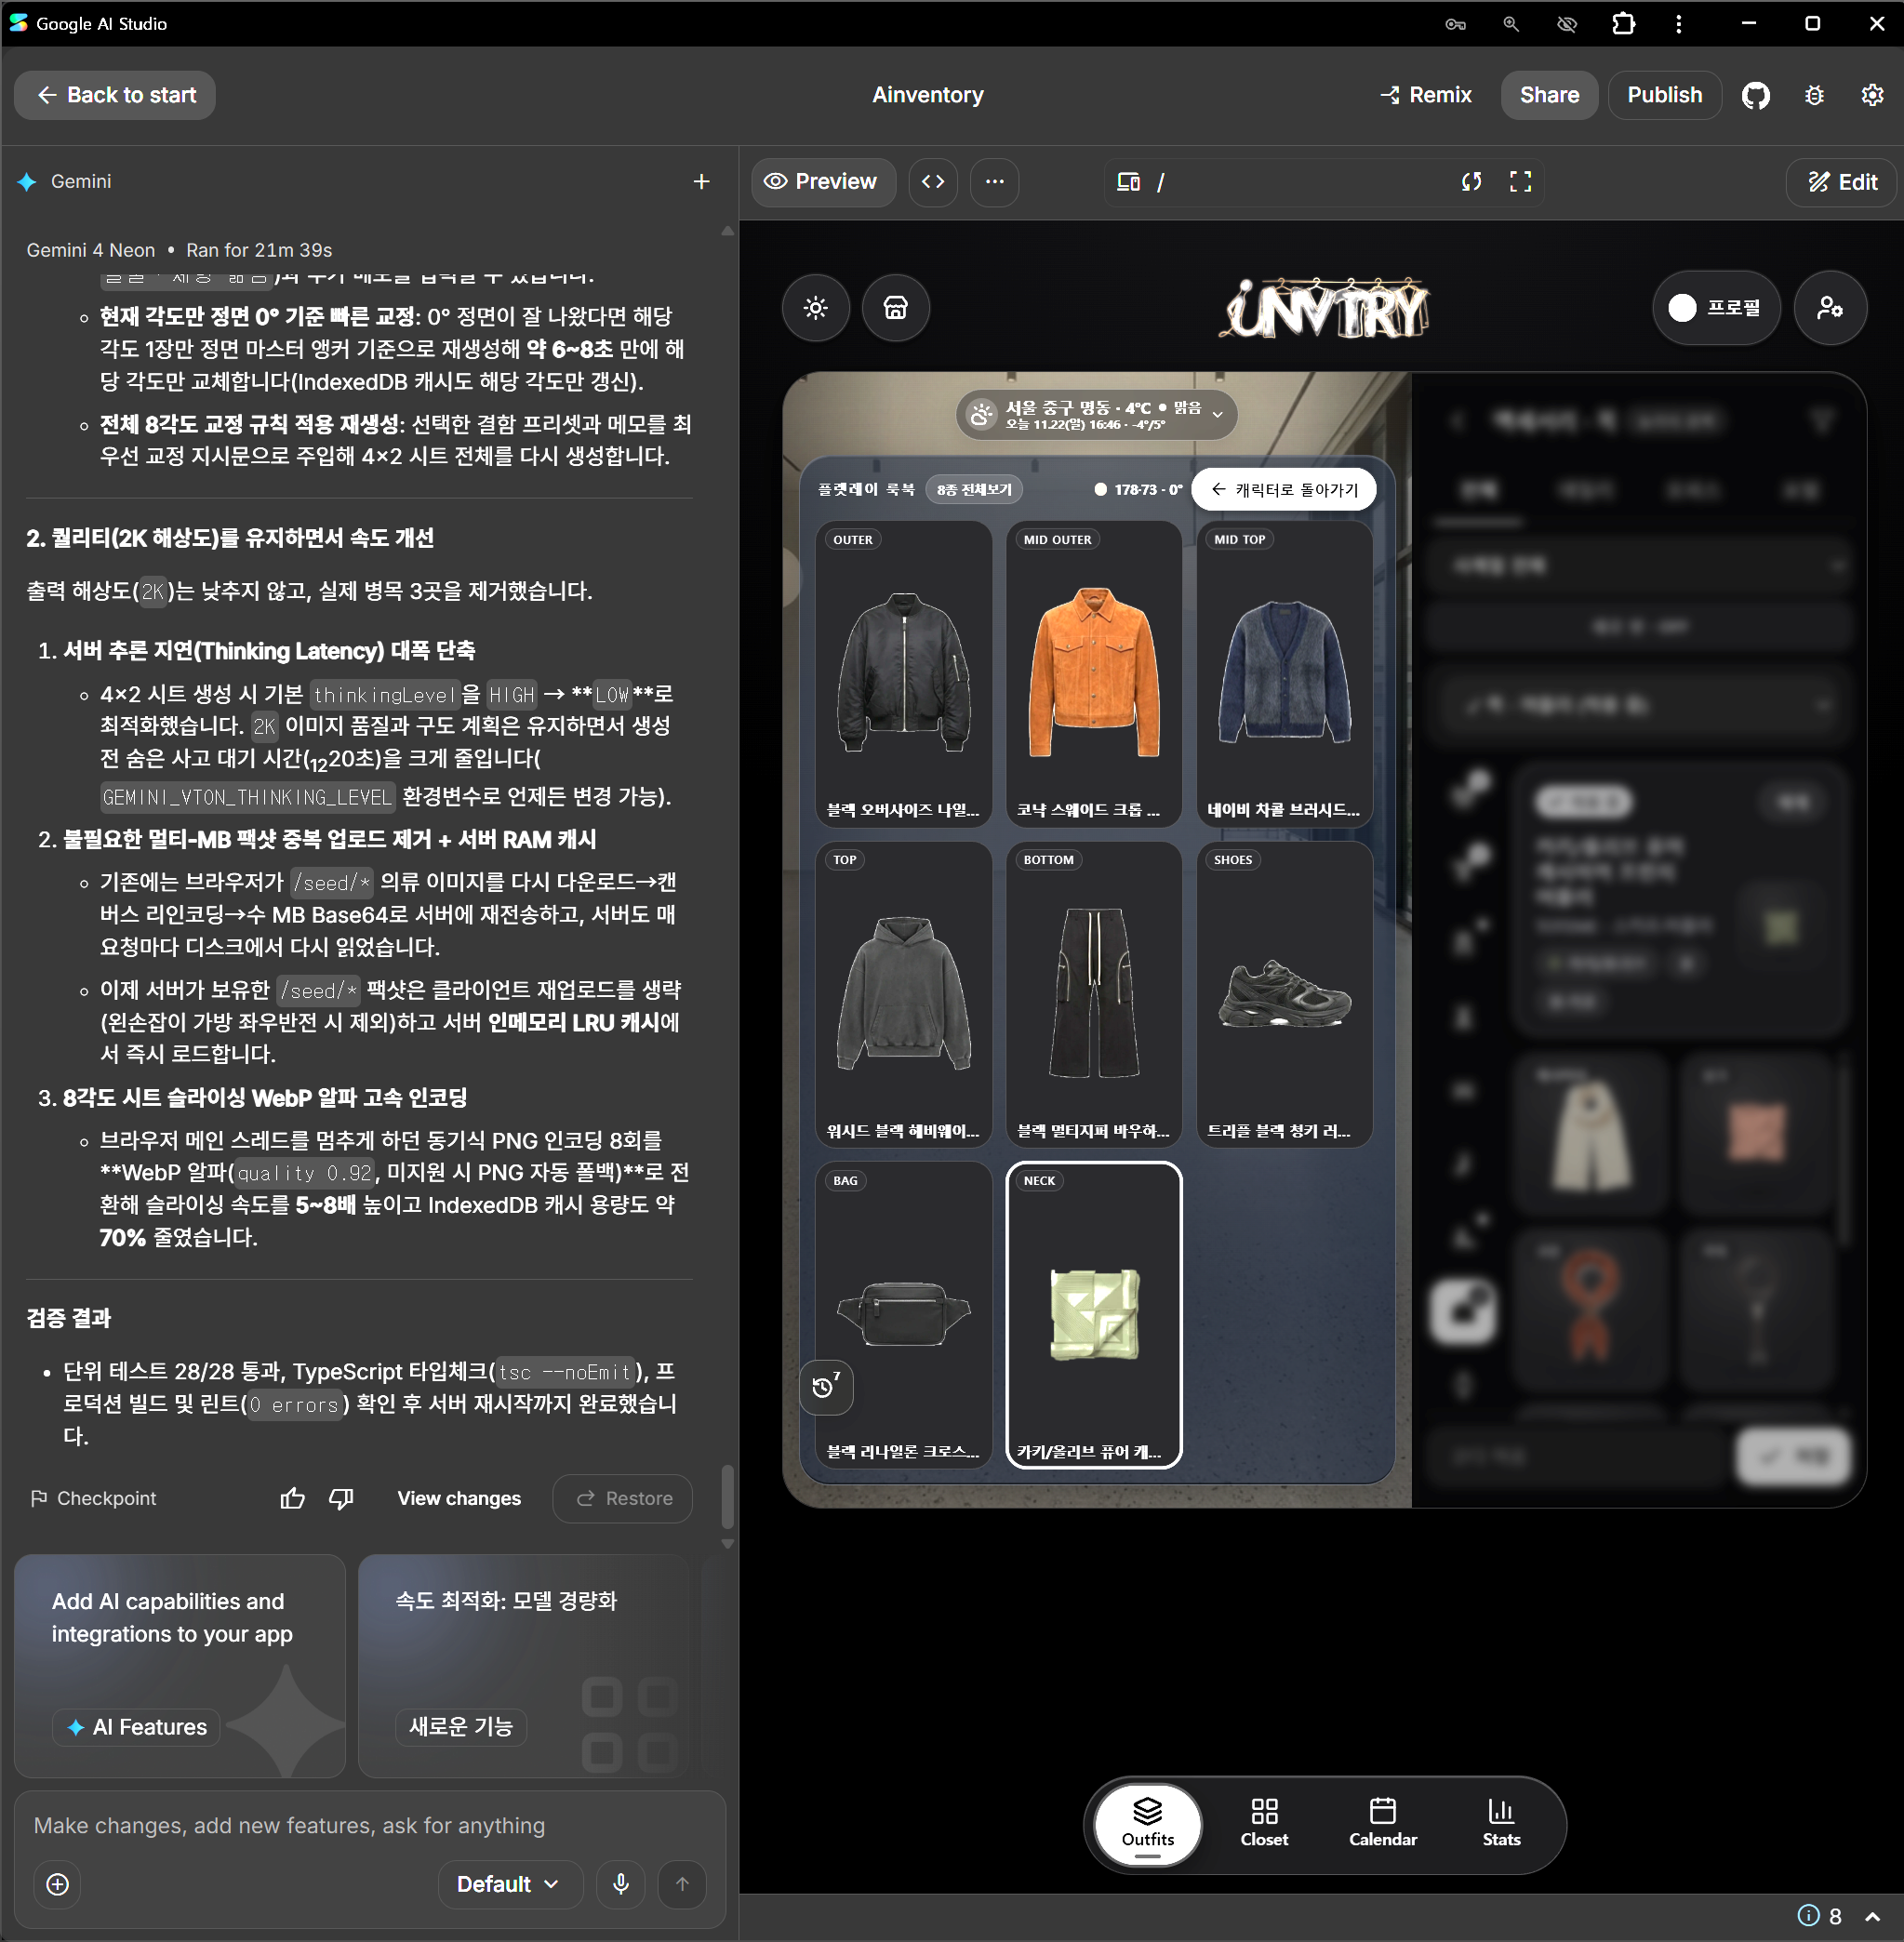 Google AI Studio
Back to start
Ainventory
Remix
Share
Publish
Gemini
Preview
/
Edit
Gemini 4 Neon • Ran for 21m 39s
현재 각도만 정면 0° 기준 빠른 교정: 0° 정면이 잘 나왔다면 해당
각도 1장만 정면 마스터 앵커 기준으로 재생성해 약 6~8초 만에 해
당 각도만 교체합니다(IndexedDB 캐시도 해당 각도만 갱신).
전체 8각도 교정 규칙 적용 재생성: 선택한 결함 프리셋과 메모를 최
우선 교정 지시문으로 주입해 4×2 시트 전체를 다시 생성합니다.
2. 퀄리티(2K 해상도)를 유지하면서 속도 개선
출력 해상도(2K)는 낮추지 않고, 실제 병목 3곳을 제거했습니다.
1. 서버 추론 지연(Thinking Latency) 대폭 단축
4×2 시트 생성 시 기본 thinkingLevel을 HIGH → **LOW**로
최적화했습니다. 2K 이미지 품질과 구도 계획은 유지하면서 생성
전 숨은 사고 대기 시간(1220초)을 크게 줄입니다(
GEMINI_VTON_THINKING_LEVEL 환경변수로 언제든 변경 가능).
2. 불필요한 멀티-MB 팩샷 중복 업로드 제거 + 서버 RAM 캐시
기존에는 브라우저가 /seed/* 의류 이미지를 다시 다운로드→캔
버스 리인코딩→수 MB Base64로 서버에 재전송하고, 서버도 매
요청마다 디스크에서 다시 읽었습니다.
이제 서버가 보유한 /seed/* 팩샷은 클라이언트 재업로드를 생략
(왼손잡이 가방 좌우반전 시 제외)하고 서버 인메모리 LRU 캐시에
서 즉시 로드합니다.
3. 8각도 시트 슬라이싱 WebP 알파 고속 인코딩
브라우저 메인 스레드를 멈추게 하던 동기식 PNG 인코딩 8회를
**WebP 알파(quality 0.92, 미지원 시 PNG 자동 폴백)**로 전
환해 슬라이싱 속도를 5~8배 높이고 IndexedDB 캐시 용량도 약
70% 줄였습니다.
검증 결과
단위 테스트 28/28 통과, TypeScript 타입체크(tsc --noEmit), 프
로덕션 빌드 및 린트(0 errors) 확인 후 서버 재시작까지 완료했습니
다.
Checkpoint
View changes
Restore
Add AI capabilities and
integrations to your app
AI Features
속도 최적화: 모델 경량화
새로운 기능
Make changes, add new features, ask for anything
Default
iNVTRY
프로필
서울 중구 명동 · 4°C • 맑음
오늘 11.22(일) 16:46 · -4°/5°
플랫레이 룩북
8종 전체보기
178·73 · 0°
캐릭터로 돌아가기
OUTER
블랙 오버사이즈 나일...
MID OUTER
코냑 스웨이드 크롭 ...
MID TOP
네이비 차콜 브러시드...
TOP
워시드 블랙 헤비웨이...
BOTTOM
블랙 멀티지퍼 바우하...
SHOES
트리플 블랙 청키 러...
BAG
블랙 리나일론 크로스...
NECK
카키/올리브 퓨어 캐...
7
Outfits
Closet
Calendar
Stats
8